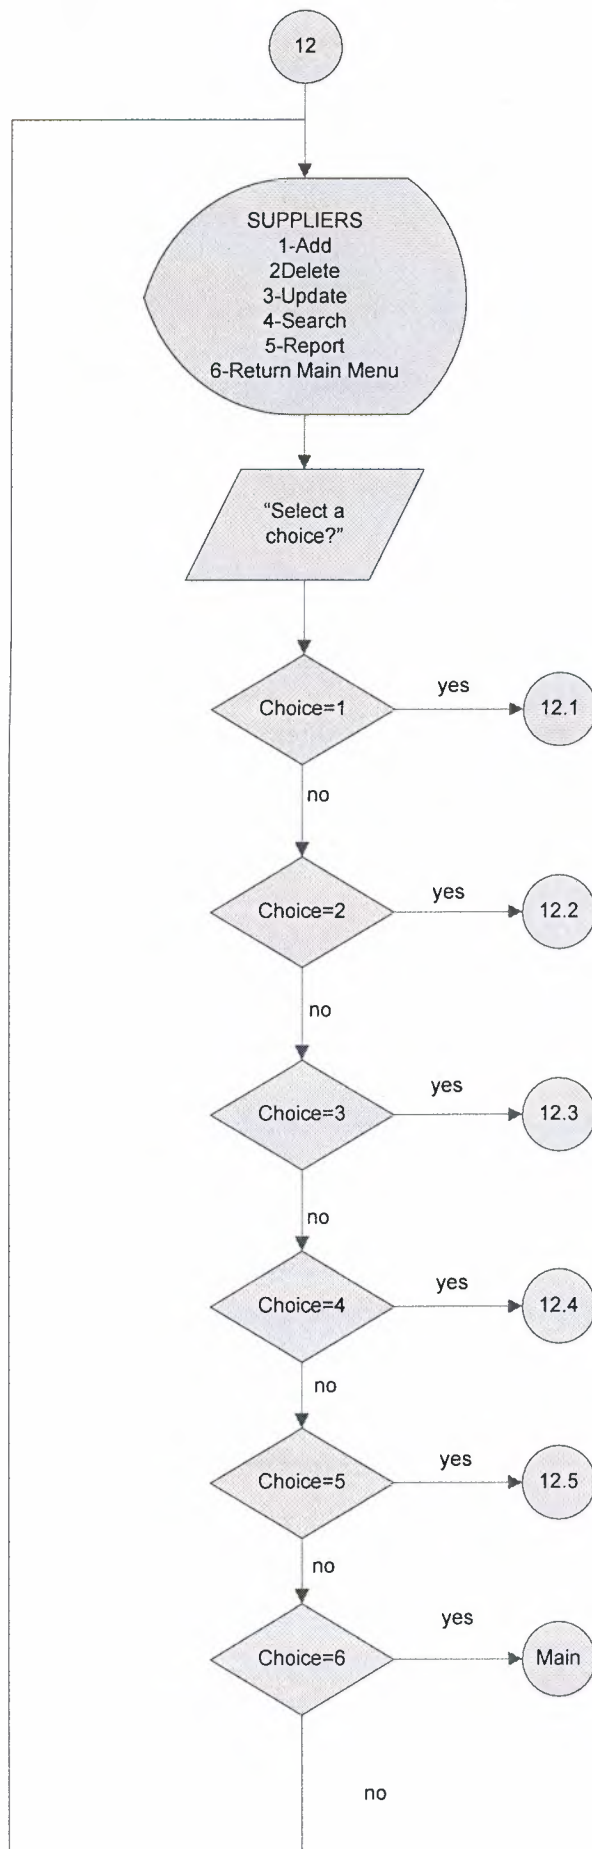 12
SUPPLIERS
1-Add
2Delete
3-Update
4-Search
5-Report
6-Return Main Menu
“Select a
choice?”
Choice=1
yes
12.1
no
Choice=2
yes
12.2
no
Choice=3
yes
12.3
no
Choice=4
yes
12.4
no
Choice=5
yes
12.5
no
Choice=6
yes
Main
no